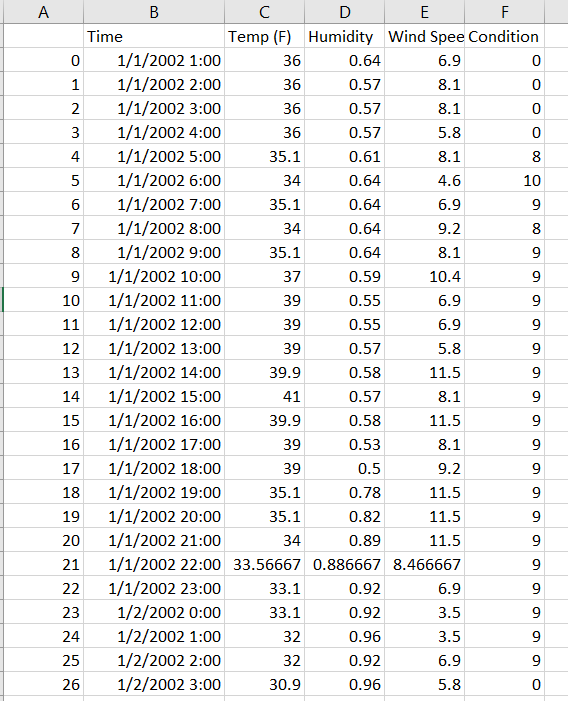 A B C D E F
Time Temp (F) Humidity Wind Spee Condition
0 1/1/2002 1:00 36 0.64 6.9 0
1 1/1/2002 2:00 36 0.57 8.1 0
2 1/1/2002 3:00 36 0.57 8.1 0
3 1/1/2002 4:00 36 0.57 5.8 0
4 1/1/2002 5:00 35.1 0.61 8.1 8
5 1/1/2002 6:00 34 0.64 4.6 10
6 1/1/2002 7:00 35.1 0.64 6.9 9
7 1/1/2002 8:00 34 0.64 9.2 8
8 1/1/2002 9:00 35.1 0.64 8.1 9
9 1/1/2002 10:00 37 0.59 10.4 9
10 1/1/2002 11:00 39 0.55 6.9 9
11 1/1/2002 12:00 39 0.55 6.9 9
12 1/1/2002 13:00 39 0.57 5.8 9
13 1/1/2002 14:00 39.9 0.58 11.5 9
14 1/1/2002 15:00 41 0.57 8.1 9
15 1/1/2002 16:00 39.9 0.58 11.5 9
16 1/1/2002 17:00 39 0.53 8.1 9
17 1/1/2002 18:00 39 0.5 9.2 9
18 1/1/2002 19:00 35.1 0.78 11.5 9
19 1/1/2002 20:00 35.1 0.82 11.5 9
20 1/1/2002 21:00 34 0.89 11.5 9
21 1/1/2002 22:00 33.56667 0.886667 8.466667 9
22 1/1/2002 23:00 33.1 0.92 6.9 9
23 1/2/2002 0:00 33.1 0.92 3.5 9
24 1/2/2002 1:00 32 0.96 3.5 9
25 1/2/2002 2:00 32 0.92 6.9 9
26 1/2/2002 3:00 30.9 0.96 5.8 0